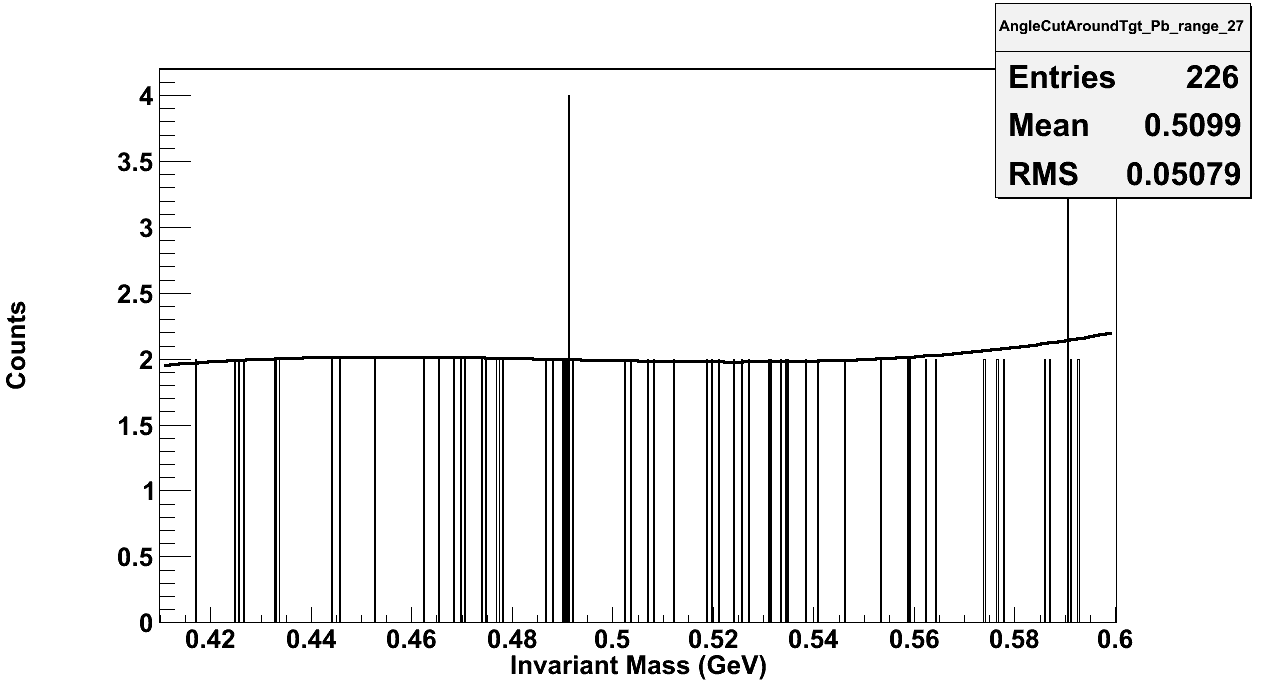 AngleCutAroundTgt_Pb_range_27
Entries 226
Mean 0.5099
RMS 0.05079
4
3.5
3
2.5
2
1.5
1
0.5
0
Counts
0.42 0.44 0.46 0.48 0.5 0.52 0.54 0.56 0.58 0.6
Invariant Mass (GeV)